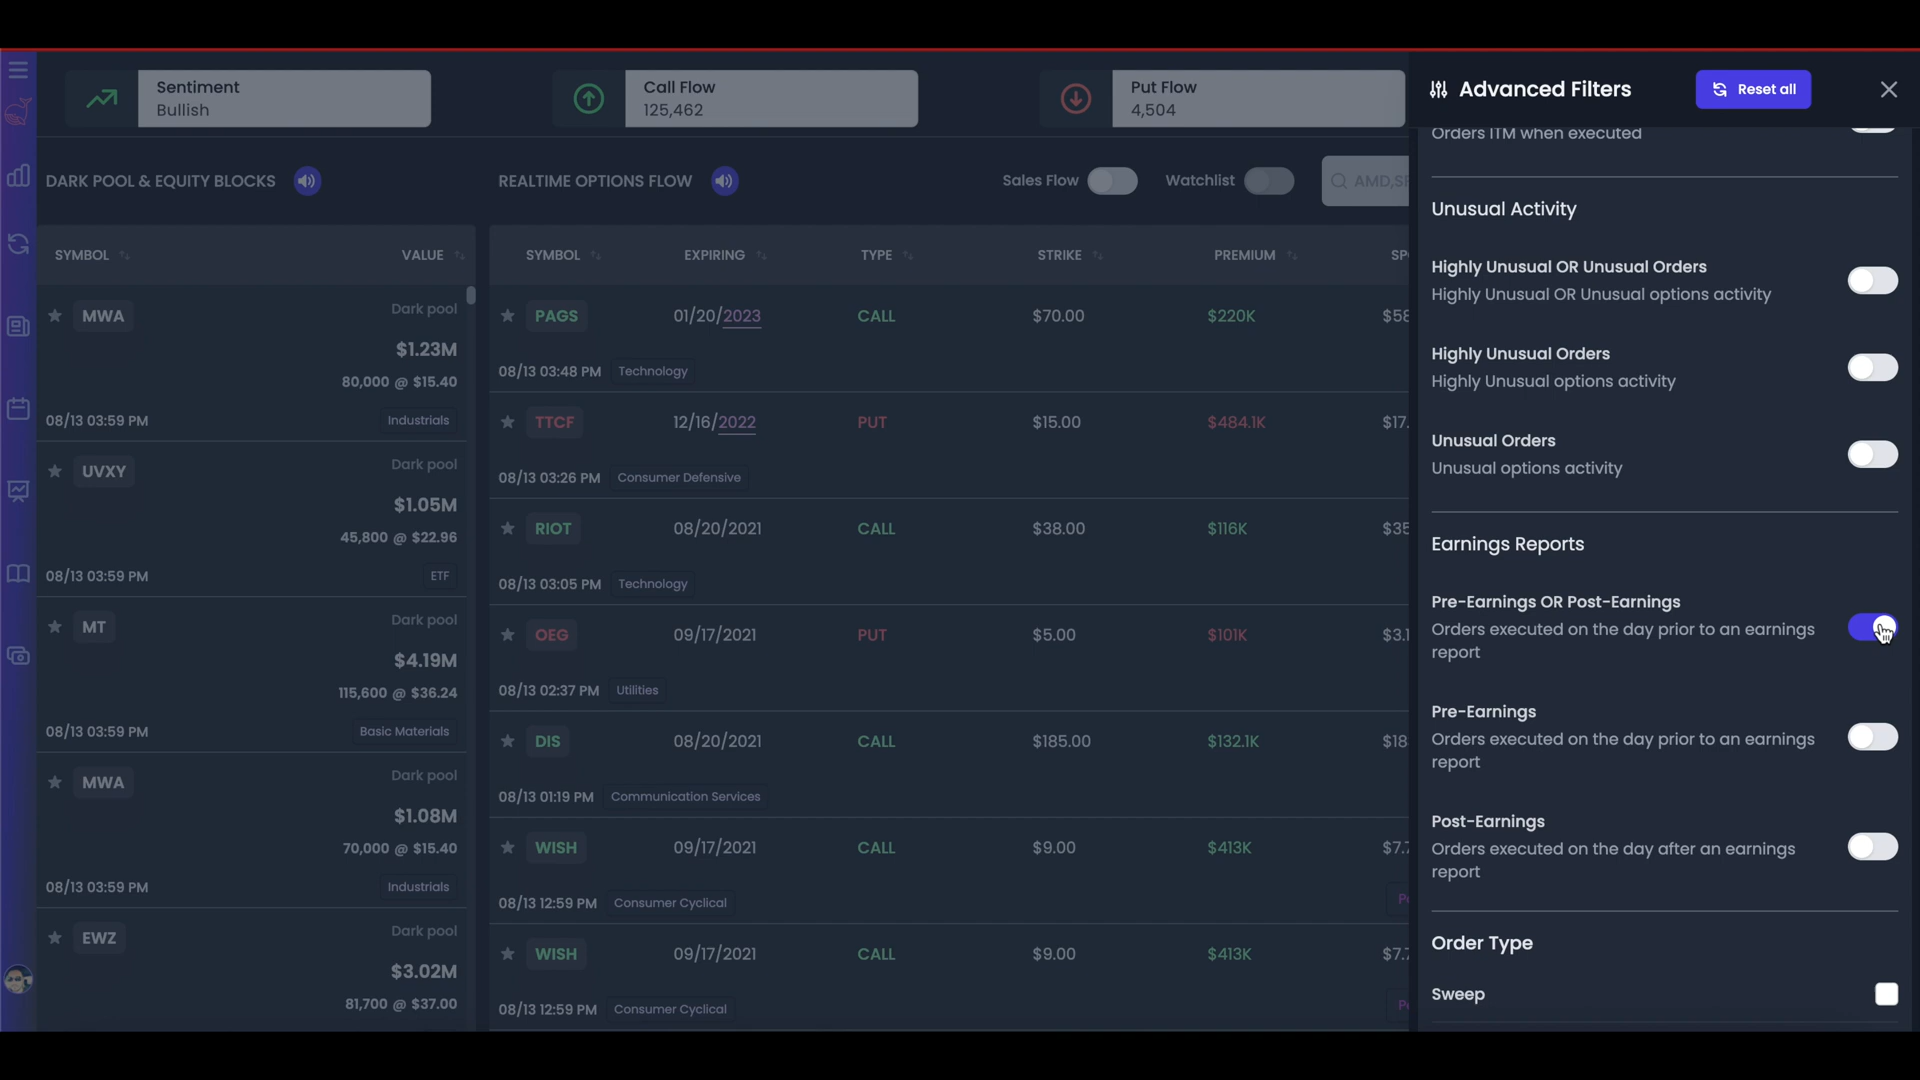 Sentiment
Bullish
Call Flow
125,462
Put Flow
4,504
DARK POOL & EQUITY BLOCKS
REALTIME OPTIONS FLOW
Sales Flow
Watchlist
SYMBOL
VALUE
MWA
Dark pool
$1.23M
80,000 @ $15.40
08/13 03:59 PM
Industrials
UVXY
Dark pool
$1.05M
45,800 @ $22.96
08/13 03:59 PM
ETF
MT
Dark pool
$4.19M
115,600 @ $36.24
08/13 03:59 PM
Basic Materials
MWA
Dark pool
$1.08M
70,000 @ $15.40
08/13 03:59 PM
Industrials
EWZ
Dark pool
$3.02M
81,700 @ $37.00
SYMBOL EXPIRING TYPE STRIKE PREMIUM
PAGS 01/20/2023 CALL $70.00 $220K
08/13 03:48 PM Technology
TTCF 12/16/2022 PUT $15.00 $484.1K
08/13 03:26 PM Consumer Defensive
RIOT 08/20/2021 CALL $38.00 $116K
08/13 03:05 PM Technology
OEG 09/17/2021 PUT $5.00 $101K
08/13 02:37 PM Utilities
DIS 08/20/2021 CALL $185.00 $132.1K
08/13 01:19 PM Communication Services
WISH 09/17/2021 CALL $9.00 $413K
08/13 12:59 PM Consumer Cyclical
WISH 09/17/2021 CALL $9.00 $413K
08/13 12:59 PM Consumer Cyclical
Advanced Filters
Reset all
Orders ITM when executed
Unusual Activity
Highly Unusual OR Unusual Orders
Highly Unusual OR Unusual options activity
Highly Unusual Orders
Highly Unusual options activity
Unusual Orders
Unusual options activity
Earnings Reports
Pre-Earnings OR Post-Earnings
Orders executed on the day prior to an earnings
report
Pre-Earnings
Orders executed on the day prior to an earnings
report
Post-Earnings
Orders executed on the day after an earnings
report
Order Type
Sweep